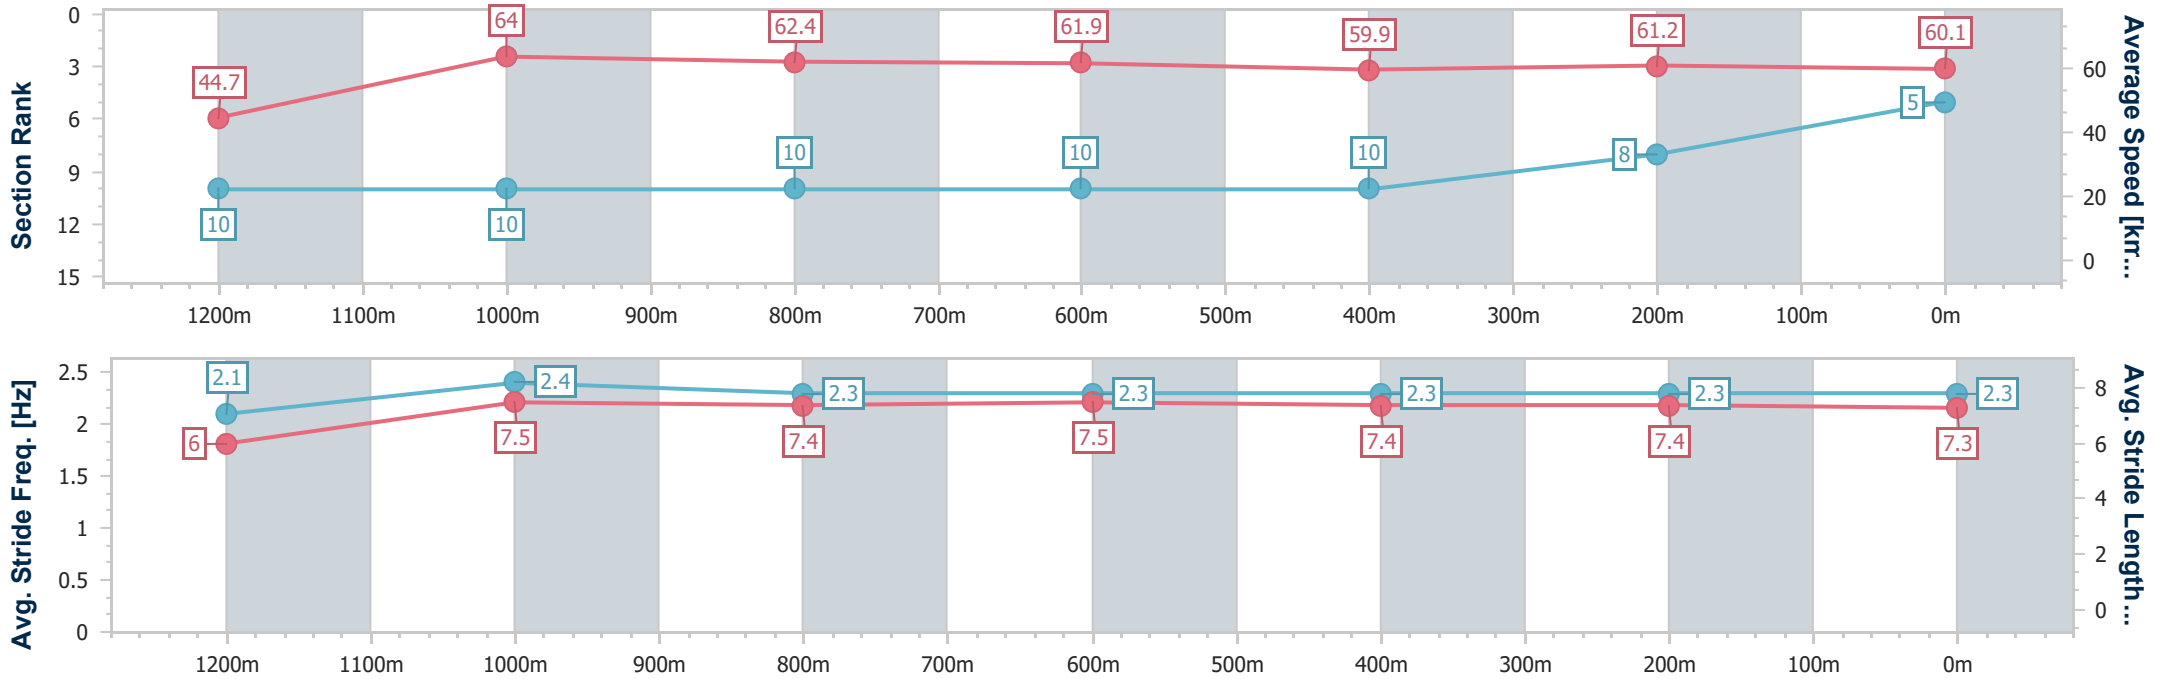 Section Rank
0
3
6
9
12
15
44.7
64
62.4
61.9
59.9
61.2
60.1
10
10
10
10
10
8
5
60
40
20
0
Average Speed [km...
1200m
1100m
1000m
900m
800m
700m
600m
500m
400m
300m
200m
100m
0m
Avg. Stride Freq. [Hz]
2.5
2
1.5
1
0.5
0
2.1
2.4
2.3
2.3
2.3
2.3
2.3
6
7.5
7.4
7.5
7.4
7.4
7.3
8
6
4
2
0
Avg. Stride Length...
1200m
1100m
1000m
900m
800m
700m
600m
500m
400m
300m
200m
100m
0m